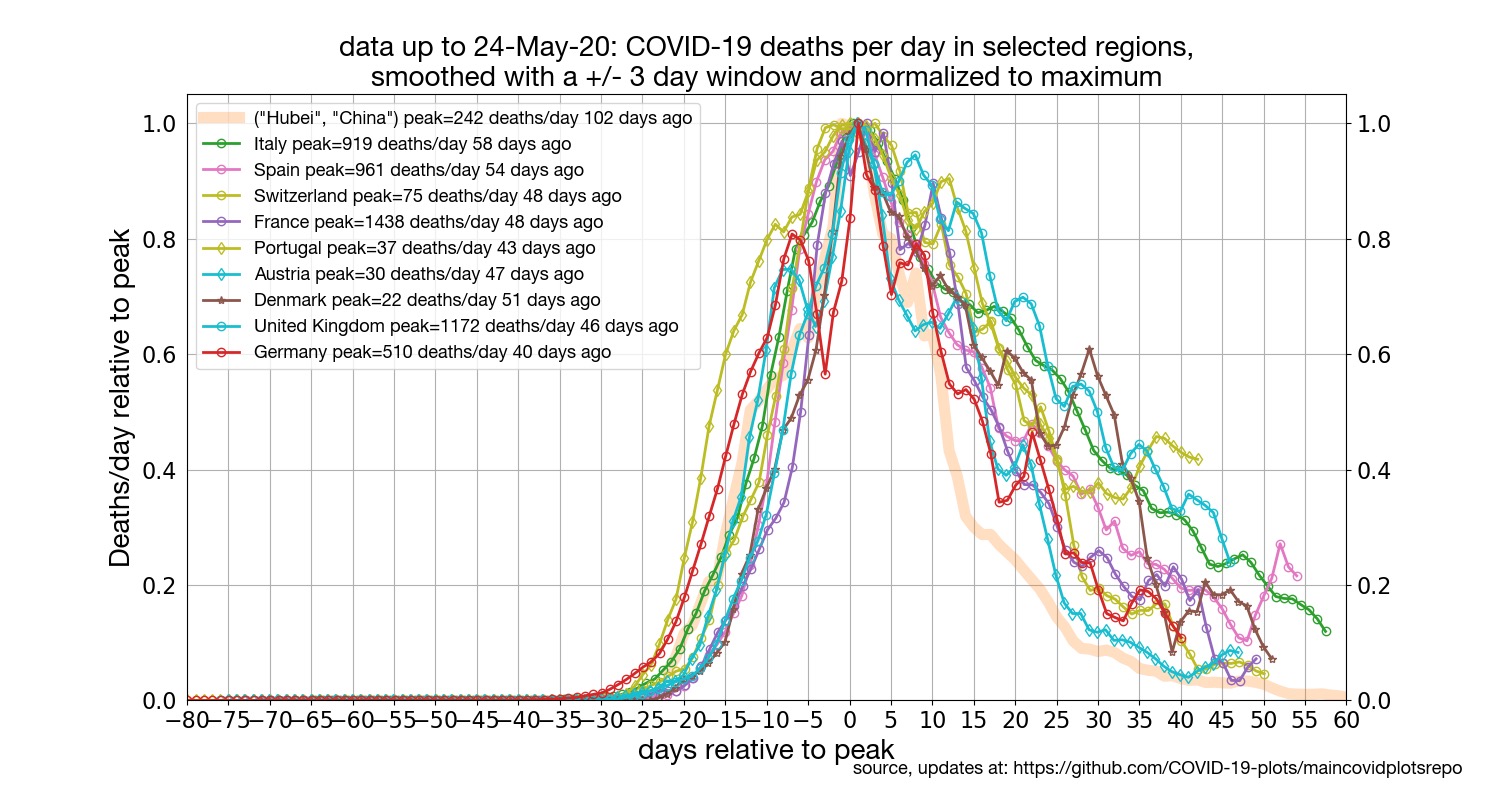 data up to 24-May-20: COVID-19 deaths per day in selected regions,
smoothed with a +/- 3 day window and normalized to maximum
("Hubei", "China") peak=242 deaths/day 102 days ago
Italy peak=919 deaths/day 58 days ago
Spain peak=961 deaths/day 54 days ago
Switzerland peak=75 deaths/day 48 days ago
France peak=1438 deaths/day 48 days ago
Portugal peak=37 deaths/day 43 days ago
Austria peak=30 deaths/day 47 days ago
Denmark peak=22 deaths/day 51 days ago
United Kingdom peak=1172 deaths/day 46 days ago
Germany peak=510 deaths/day 40 days ago
Deaths/day relative to peak
1.0 1.0
0.8 0.8
0.6 0.6
0.4 0.4
0.2 0.2
0.0 0.0
−80 −75 −70 −65 −60 −55 −50 −45 −40 −35 −30 −25 −20 −15 −10 −5 0 5 10 15 20 25 30 35 40 45 50 55 60
days relative to peak
source, updates at: https://github.com/COVID-19-plots/maincovidplotsrepo